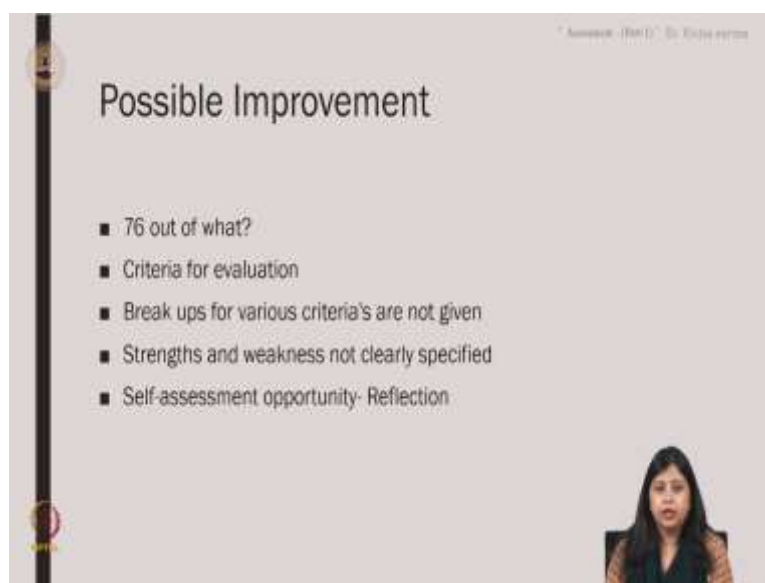 Possible Improvement
76 out of what?
Criteria for evaluation
Break ups for various criteria's are not given
Strengths and weakness not clearly specified
Self-assessment opportunity- Reflection